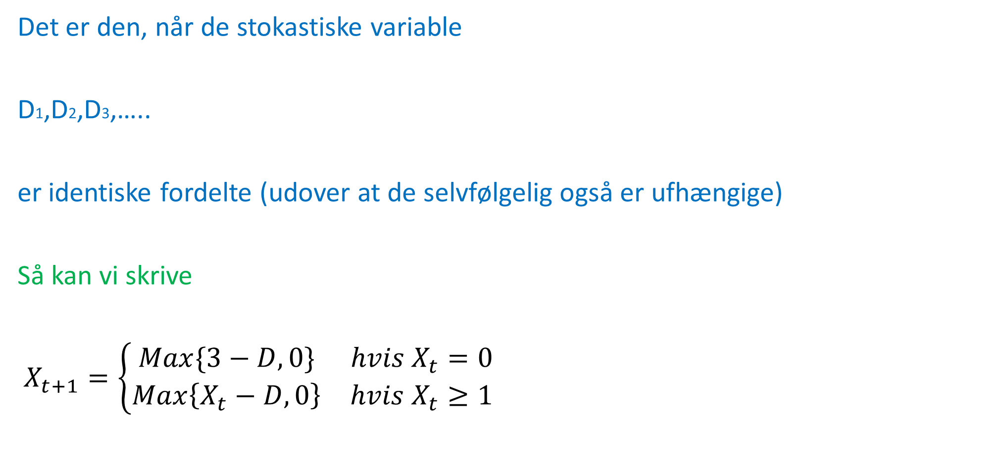 Det er den, når de stokastiske variable
D₁,D₂,D₃,…..
er identiske fordelte (udover at de selvfølgelig også er ufhængige)
Så kan vi skrive
Xₜ₊₁ = { Max{3 − D, 0} hvis Xₜ = 0
Max{Xₜ − D, 0} hvis Xₜ ≥ 1